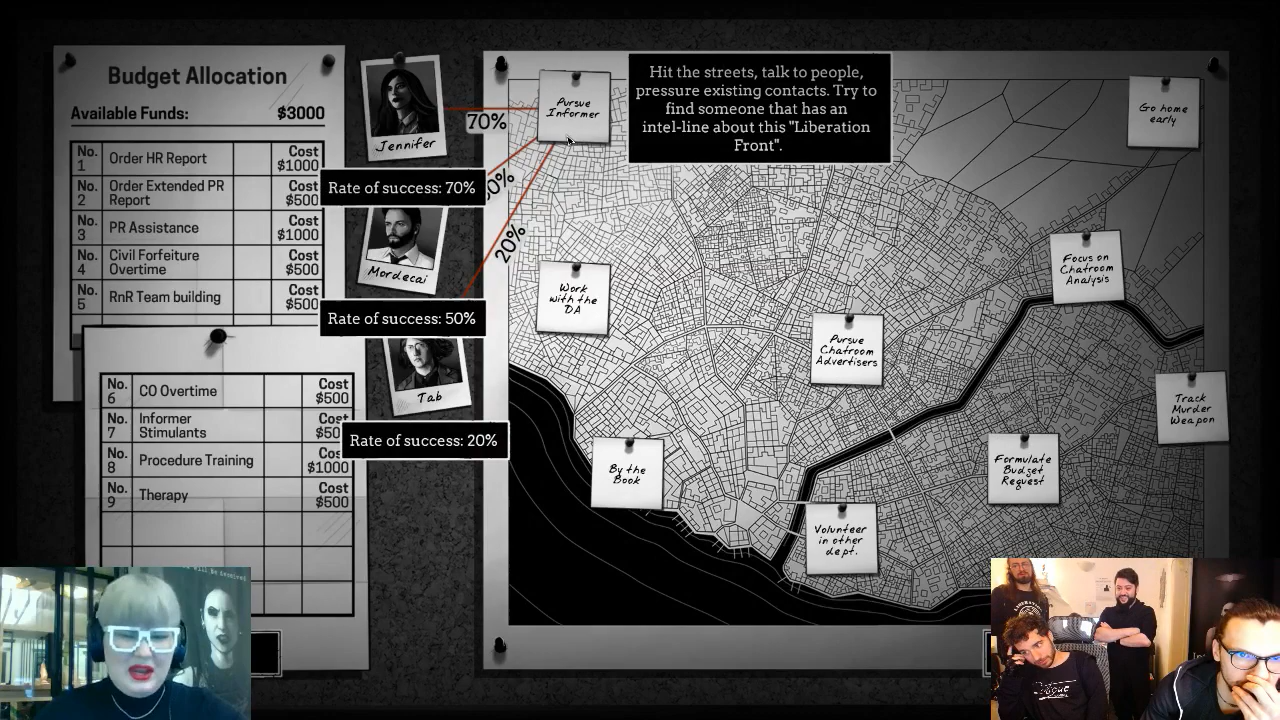 Budget Allocation
Available Funds: $3000
No. 1 Order HR Report Cost $1000
No. 2 Order Extended PR Report Cost $500
No. 3 PR Assistance Cost $1000
No. 4 Civil Forfeiture Overtime Cost $500
No. 5 RnR Team building Cost $500
No. 6 CO Overtime Cost $500
No. 7 Informer Stimulants Cost $500
No. 8 Procedure Training Cost $1000
No. 9 Therapy Cost $500
Jennifer
Rate of success: 70%
Mordecai
Rate of success: 50%
Tab
Rate of success: 20%
70%
20%
Pursue
Informer
Hit the streets, talk to people,
pressure existing contacts. Try to
find someone that has an
intel-line about this "Liberation
Front".
Go home
early
Work
with the
DA
Focus on
Chatroom
Analysis
Pursue
Chatroom
Advertisers
Track
Murder
Weapon
By the
Book
Formulate
Budget
Request
Volunteer
in other
dept.